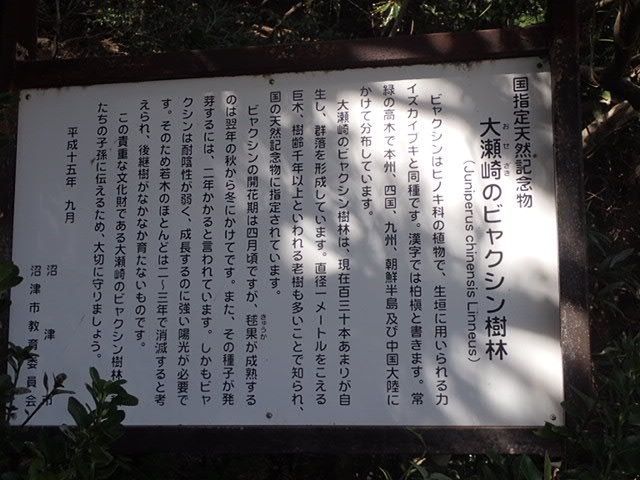 国指定天然記念物
大瀬崎のビャクシン樹林
おせざき
(Juniperus chinensis Linneus)
ビャクシンはヒノキ科の植物で、生垣に用いられるカ
イズカイブキと同種です。漢字では柏槇と書きます。常
緑の高木で本州、四国、九州、朝鮮半島及び中国大陸に
かけて分布しています。
大瀬崎のビャクシン樹林は、現在百三十本あまりが自
生し、群落を形成しています。直径一メートルをこえる
巨木、樹齢千年以上といわれる老樹も多いことで知られ、
国の天然記念物に指定されています。
ビャクシンの開花期は四月頃ですが、毬果が成熟する
きゅうか
のは翌年の秋から冬にかけてです。また、その種子が発
芽するには、二年かかると言われています。しかもビャ
クシンは耐陰性が弱く、成長するのに強い陽光が必要で
す。そのため若木のほとんどは二〜三年で消滅すると考
えられ、後継樹がなかなか育たないものです。
この貴重な文化財である大瀬崎のビャクシン樹林
たちの子孫に伝えるため、大切に守りましょう。
平成十五年 九月
沼津市
沼津市教育委員会